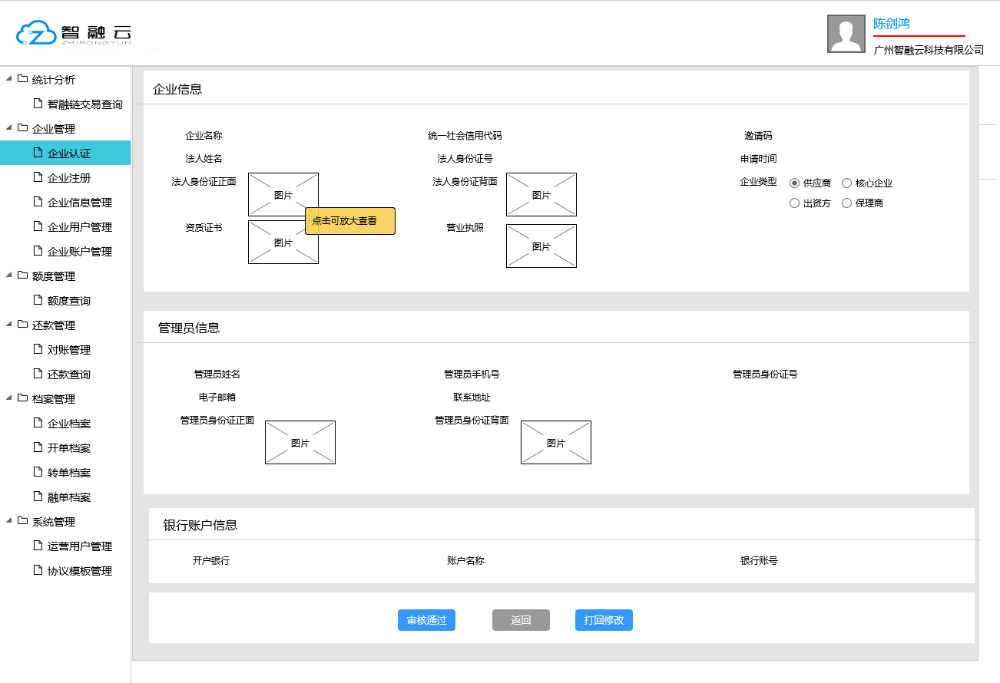 智融云
ZHIRONGYUN
陈剑鸿
广州智融云科技有限公司
统计分析
智融链交易查询
企业管理
企业认证
企业注册
企业信息管理
企业用户管理
企业账户管理
额度管理
额度查询
还款管理
对账管理
还款查询
档案管理
企业档案
开单档案
转单档案
融单档案
系统管理
运营用户管理
协议模板管理
企业信息
企业名称 统一社会信用代码 邀请码
法人姓名 法人身份证号 申请时间
法人身份证正面 图片 法人身份证背面 图片 企业类型 供应商 核心企业
出资方 保理商
点击可放大查看
资质证书 图片 营业执照 图片
管理员信息
管理员姓名 管理员手机号 管理员身份证号
电子邮箱 联系地址
管理员身份证正面 图片 管理员身份证背面 图片
银行账户信息
开户银行 账户名称 银行账号
审核通过 返回 打回修改